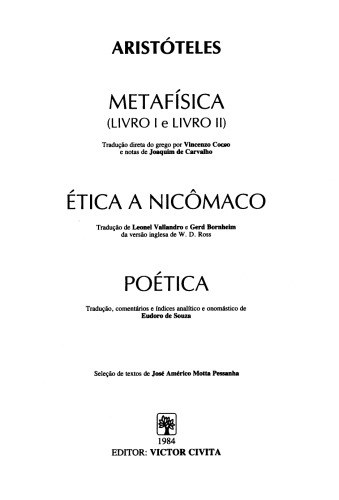 ARISTÓTELES
METAFÍSICA
(LIVRO I e LIVRO II)
Tradução direta do grego por Vincenzo Cocso
e notas de Joaquim de Carvalho
ÉTICA A NICÔMACO
Tradução de Leonel Vallandro e Gerd Bornheim
da versão inglesa de W. D. Ross
POÉTICA
Tradução, comentários e índices analítico e onomástico de
Eudoro de Souza
Seleção de textos de José Américo Motta Pessanha
1984
EDITOR: VICTOR CIVITA